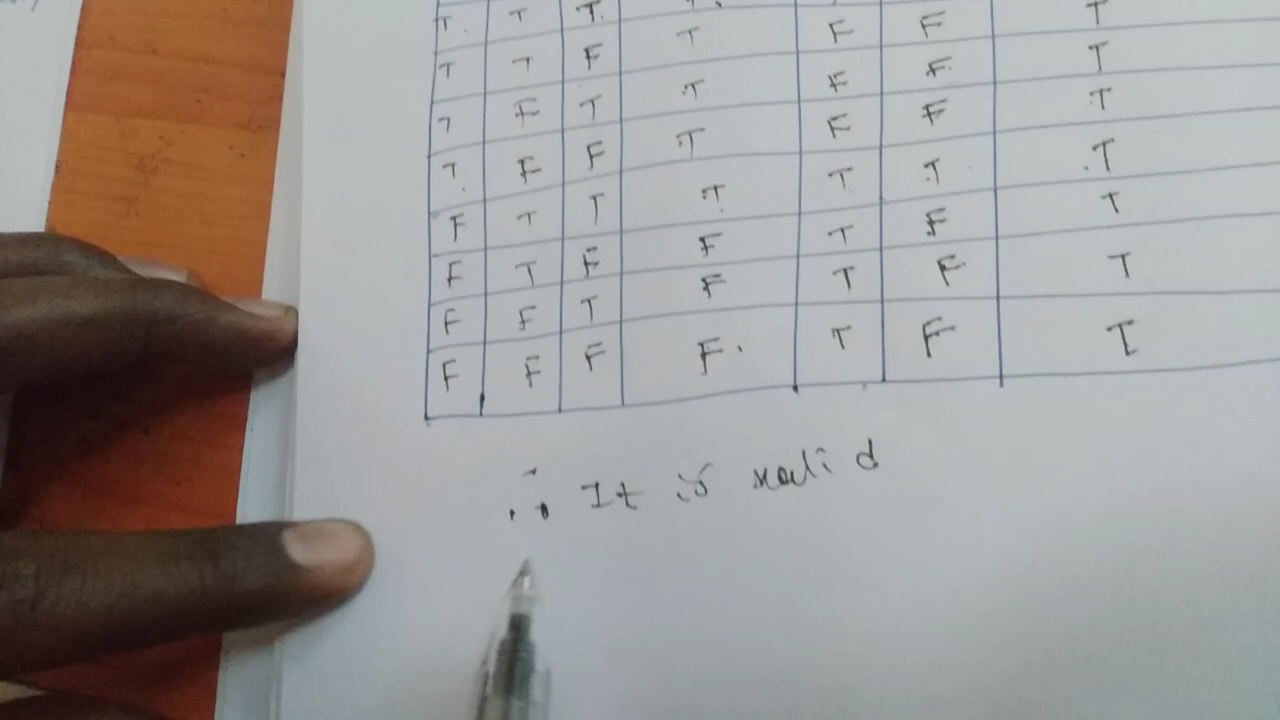 T. T T. T. F F T
T T F T F F T
T F T T F F T
T. F F T F F T
F T T T T T. .T
F T F F T F T
F F T F T F T
F F F F. T F T
∴ It is valid